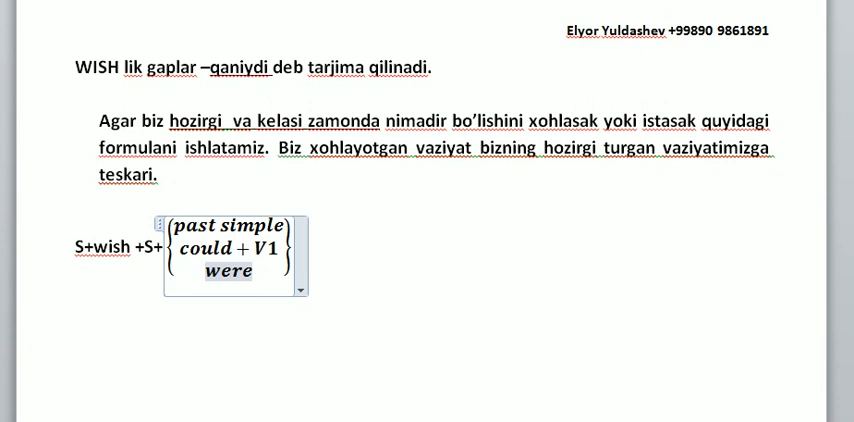 Elyor Yuldashev +99890 9861891
WISH lik gaplar –qaniydi deb tarjima qilinadi.
Agar biz hozirgi va kelasi zamonda nimadir bo’lishini xohlasak yoki istasak quyidagi
formulani ishlatamiz. Biz xohlayotgan vaziyat bizning hozirgi turgan vaziyatimizga
teskari.
past simple
S+wish +S+ { could + V1 }
were